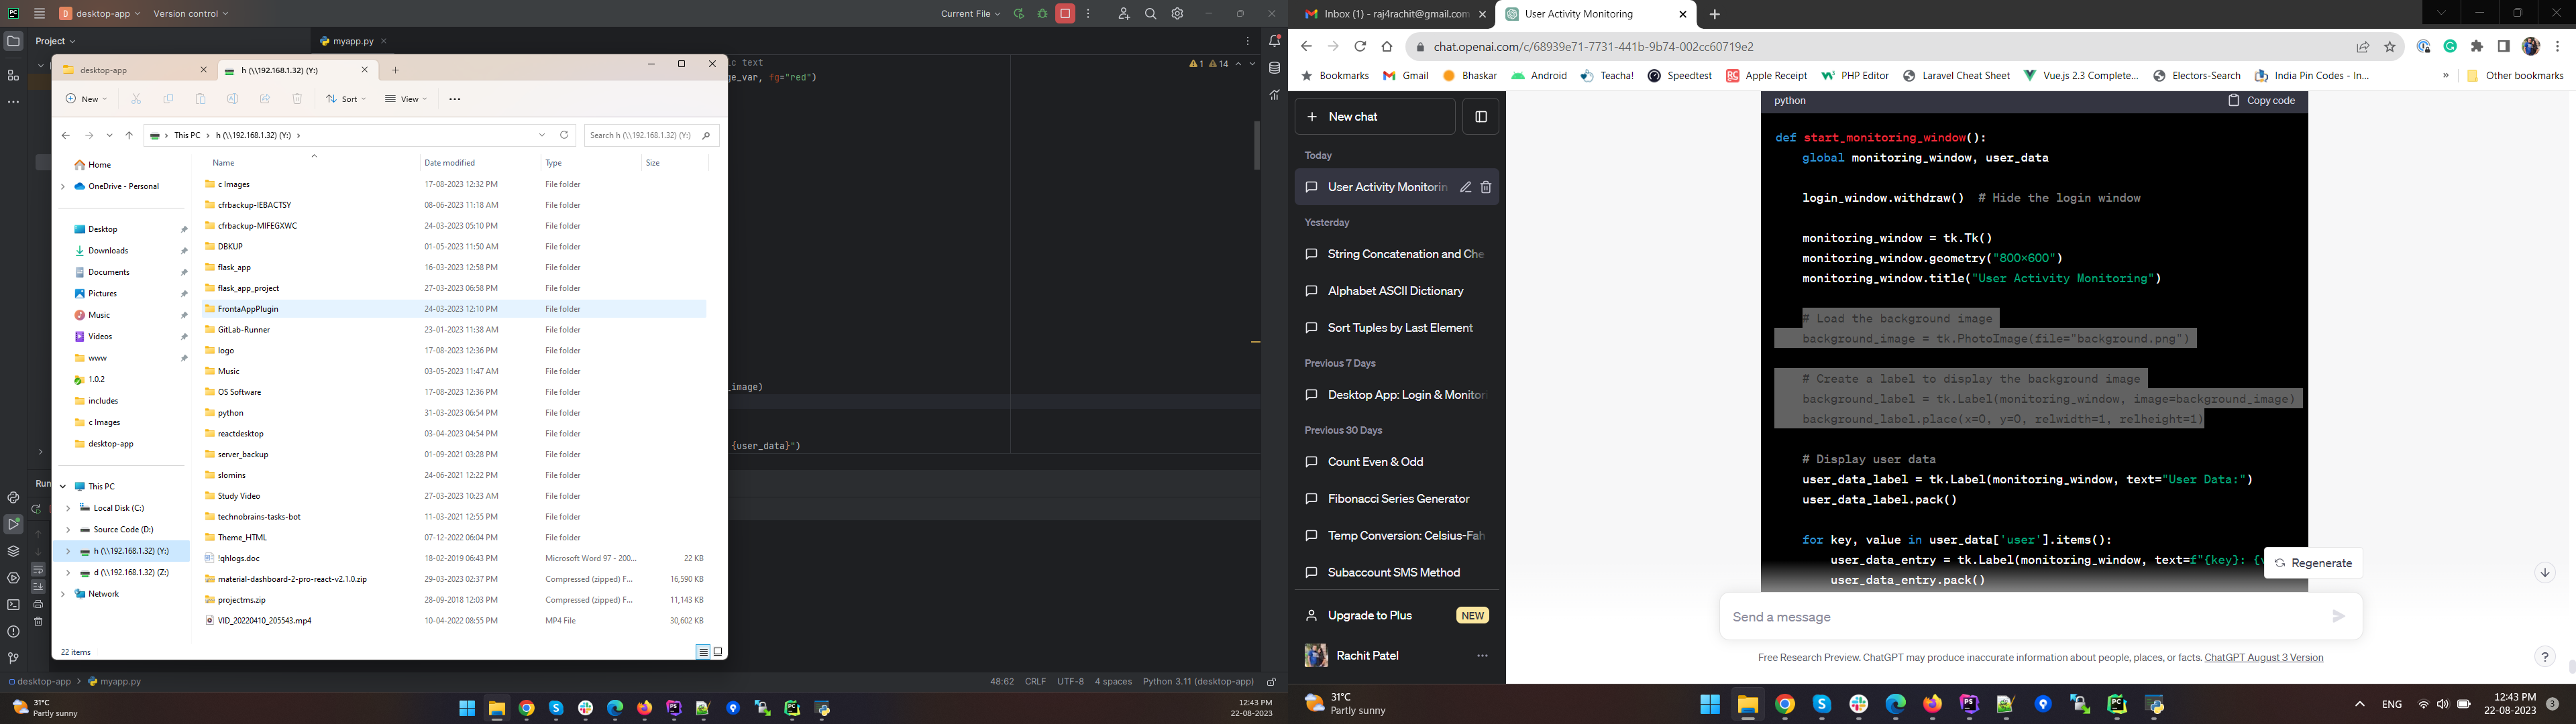 PC
D desktop-app
Version control
Current File
Project
myapp.py
1 14
desktop-app
h (\\192.168.1.32) (Y:)
New
Sort
View
This PC
h (\\192.168.1.32) (Y:)
Search h (\\192.168.1.32) (Y:)
Home
OneDrive - Personal
Desktop
Downloads
Documents
Pictures
Music
Videos
www
1.0.2
includes
c Images
desktop-app
This PC
Local Disk (C:)
Source Code (D:)
h (\\192.168.1.32) (Y:)
d (\\192.168.1.32) (Z:)
Network
Name Date modified Type Size
c Images 17-08-2023 12:32 PM File folder
cfrbackup-IEBACTSY 08-06-2023 11:18 AM File folder
cfrbackup-MIFEGXWC 24-03-2023 05:10 PM File folder
DBKUP 01-05-2023 11:50 AM File folder
flask_app 16-03-2023 12:58 PM File folder
flask_app_project 27-03-2023 06:58 PM File folder
FrontaAppPlugin 24-03-2023 12:10 PM File folder
GitLab-Runner 23-01-2023 11:38 AM File folder
logo 17-08-2023 12:36 PM File folder
Music 03-05-2023 11:47 AM File folder
OS Software 17-08-2023 12:36 PM File folder
python 31-03-2023 06:54 PM File folder
reactdesktop 03-04-2023 04:54 PM File folder
server_backup 01-09-2021 03:28 PM File folder
slomins 24-06-2021 12:22 PM File folder
Study Video 27-03-2023 10:23 AM File folder
technobrains-tasks-bot 11-03-2021 12:55 PM File folder
Theme_HTML 07-12-2022 06:04 PM File folder
!qhlogs.doc 18-02-2019 06:43 PM Microsoft Word 97 - 200... 22 KB
material-dashboard-2-pro-react-v2.1.0.zip 29-03-2023 02:37 PM Compressed (zipped) F... 16,590 KB
projectms.zip 28-09-2018 12:03 PM Compressed (zipped) F... 11,143 KB
VID_20220410_205543.mp4 10-04-2022 08:55 PM MP4 File 30,602 KB
22 items
ic text
ge_var, fg="red")
_image)
{user_data}")
Run
desktop-app
myapp.py
48:62 CRLF UTF-8 4 spaces Python 3.11 (desktop-app)
31°C
Partly sunny
12:43 PM
22-08-2023
Inbox (1) - raj4rachit@gmail.com
User Activity Monitoring
chat.openai.com/c/68939e71-7731-441b-9b74-002cc60719e2
Bookmarks Gmail Bhaskar Android Teacha! Speedtest Apple Receipt PHP Editor Laravel Cheat Sheet Vue.js 2.3 Complete... Electors-Search India Pin Codes - In... » Other bookmarks
New chat
Today
User Activity Monitorin
Yesterday
String Concatenation and Che
Alphabet ASCII Dictionary
Sort Tuples by Last Element
Previous 7 Days
Desktop App: Login & Monitori
Previous 30 Days
Count Even & Odd
Fibonacci Series Generator
Temp Conversion: Celsius-Fah
Subaccount SMS Method
Upgrade to Plus NEW
Rachit Patel
python
Copy code
def start_monitoring_window():
global monitoring_window, user_data
login_window.withdraw() # Hide the login window
monitoring_window = tk.Tk()
monitoring_window.geometry("800x600")
monitoring_window.title("User Activity Monitoring")
# Load the background image
background_image = tk.PhotoImage(file="background.png")
# Create a label to display the background image
background_label = tk.Label(monitoring_window, image=background_image)
background_label.place(x=0, y=0, relwidth=1, relheight=1)
# Display user data
user_data_label = tk.Label(monitoring_window, text="User Data:")
user_data_label.pack()
for key, value in user_data['user'].items():
user_data_entry = tk.Label(monitoring_window, text=f"{key}: {v
user_data_entry.pack()
Regenerate
Send a message
Free Research Preview. ChatGPT may produce inaccurate information about people, places, or facts. ChatGPT August 3 Version
?
31°C
Partly sunny
ENG
12:43 PM
22-08-2023
3